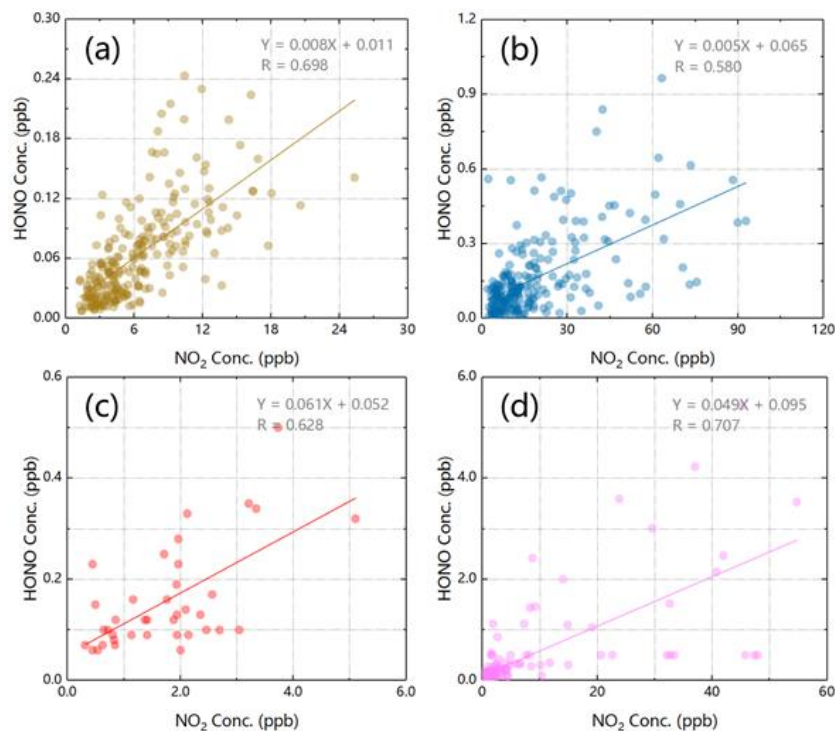 (a)
Y = 0.008X + 0.011
R = 0.698
HONO Conc. (ppb)
0.30
0.24
0.18
0.12
0.06
0.00
6
12
18
24
30
NO₂ Conc. (ppb)
(b)
Y = 0.005X + 0.065
R = 0.580
HONO Conc. (ppb)
1.2
0.9
0.6
0.3
0.0
0
30
60
90
120
NO₂ Conc. (ppb)
(c)
Y = 0.061X + 0.052
R = 0.628
HONO Conc. (ppb)
0.6
0.4
0.2
0.0
0.0
2.0
4.0
6.0
NO₂ Conc. (ppb)
(d)
Y = 0.049X + 0.095
R = 0.707
HONO Conc. (ppb)
6.0
4.0
2.0
0.0
0
20
40
60
NO₂ Conc. (ppb)